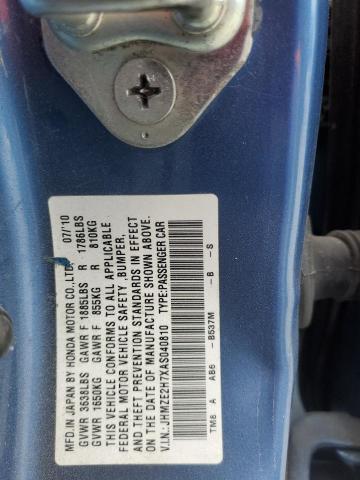 MFD. IN JAPAN BY HONDA MOTOR CO.,LTD. 07/'10
GVWR 3638LBS GAWR F 1885LBS R 1786LBS
GVWR 1650KG GAWR F 855KG R 810KG
THIS VEHICLE CONFORMS TO ALL APPLICABLE
FEDERAL MOTOR VEHICLE SAFETY ,BUMPER,
AND THEFT PREVENTION STANDARDS IN EFFECT
ON THE DATE OF MANUFACTURE SHOWN ABOVE.
V.I.N.:JHMZE2H7XAS040810 TYPE:PASSENGER CAR
TM8 A AB6 -B537M -B -S